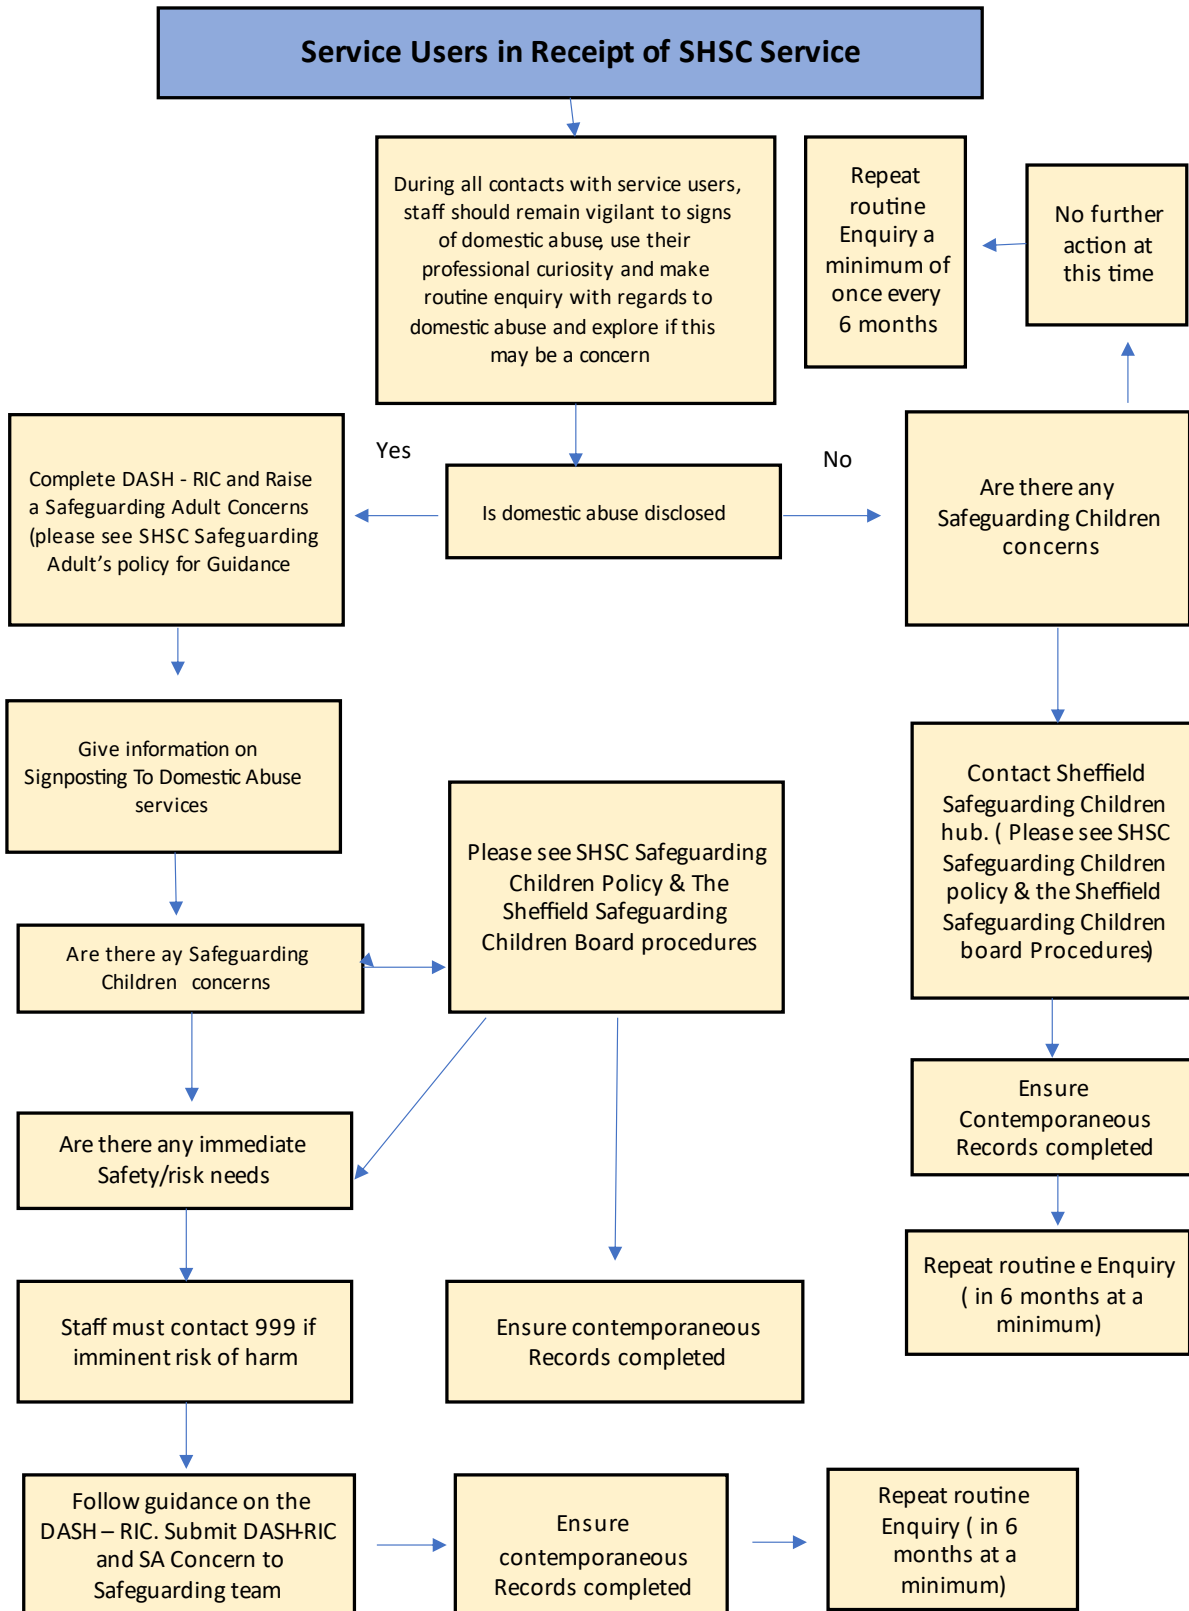 Service Users in Receipt of SHSC Service
During all contacts with service users,
staff should remain vigilant to signs
of domestic abuse, use their
professional curiosity and make
routine enquiry with regards to
domestic abuse and explore if this
may be a concern
Repeat
routine
Enquiry a
minimum of
once every
6 months
No further
action at
this time
Yes
No
Complete DASH - RIC and Raise
a Safeguarding Adult Concerns
(please see SHSC Safeguarding
Adult’s policy for Guidance
Is domestic abuse disclosed
Are there any
Safeguarding Children
concerns
Give information on
Signposting To Domestic Abuse
services
Please see SHSC Safeguarding
Children Policy & The
Sheffield Safeguarding
Children Board procedures
Contact Sheffield
Safeguarding Children
hub. ( Please see SHSC
Safeguarding Children
policy & the Sheffield
Safeguarding Children
board Procedures)
Are there ay Safeguarding
Children concerns
Are there any immediate
Safety/risk needs
Ensure
Contemporaneous
Records completed
Repeat routine e Enquiry
( in 6 months at a
minimum)
Staff must contact 999 if
imminent risk of harm
Ensure contemporaneous
Records completed
Follow guidance on the
DASH – RIC. Submit DASH-RIC
and SA Concern to
Safeguarding team
Ensure
contemporaneous
Records completed
Repeat routine
Enquiry ( in 6
months at a
minimum)